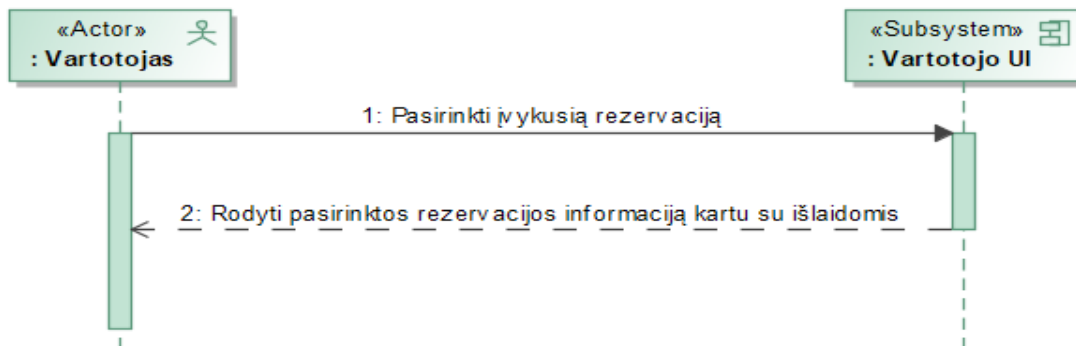 «Actor»
: Vartotojas
«Subsystem»
: Vartotojo UI
1: Pasirinkti įvykusią rezervaciją
2: Rodyti pasirinktos rezervacijos informaciją kartu su išlaidomis